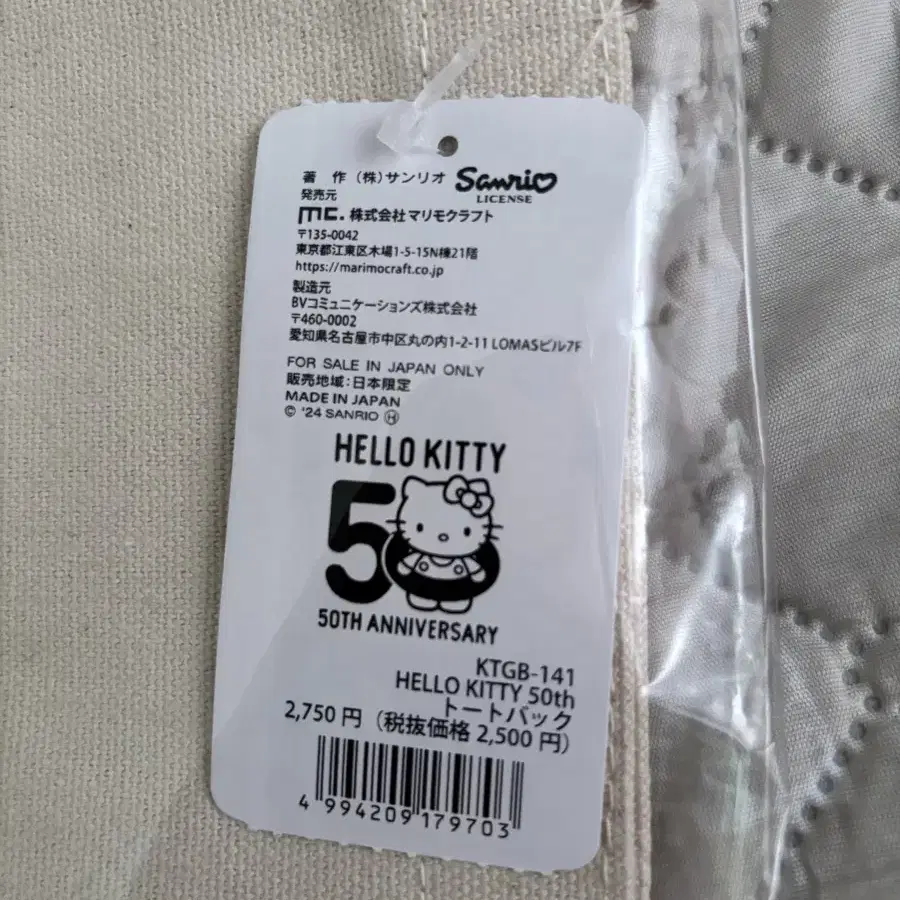 著 作 (株)サンリオ Sanrio
LICENSE
発売元
mc. 株式会社マリモクラフト
〒135-0042
東京都江東区木場1-5-15N棟21階
https://marimocraft.co.jp
製造元
BVコミュニケーションズ株式会社
〒460-0002
愛知県名古屋市中区丸の内1-2-11 LOMASビル7F
FOR SALE IN JAPAN ONLY
販売地域:日本限定
MADE IN JAPAN
© '24 SANRIO Ⓗ
HELLO KITTY
50
50TH ANNIVERSARY
KTGB-141
HELLO KITTY 50th
トートバック
2,750 円 (税抜価格 2,500 円)
4 994209 179703